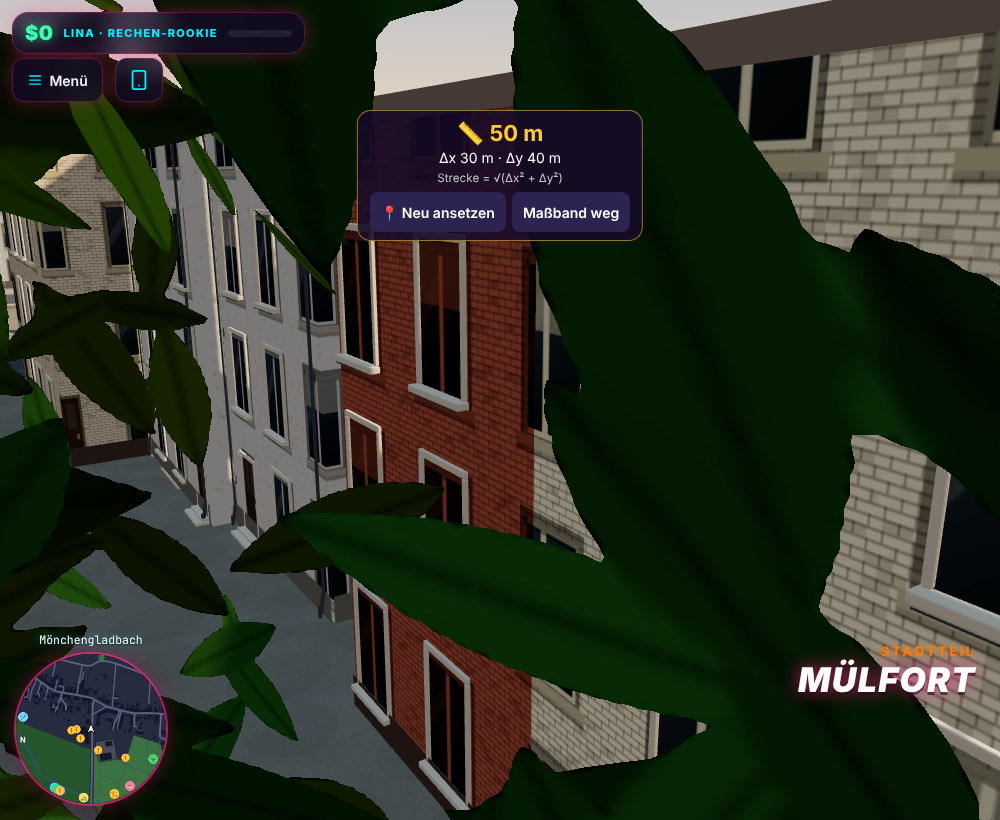 $0 LINA · RECHEN-ROOKIE
Menü
50 m
Δx 30 m · Δy 40 m
Strecke = √(Δx² + Δy²)
Neu ansetzen
Maßband weg
Mönchengladbach
N
STADTTEIL
MÜLFORT